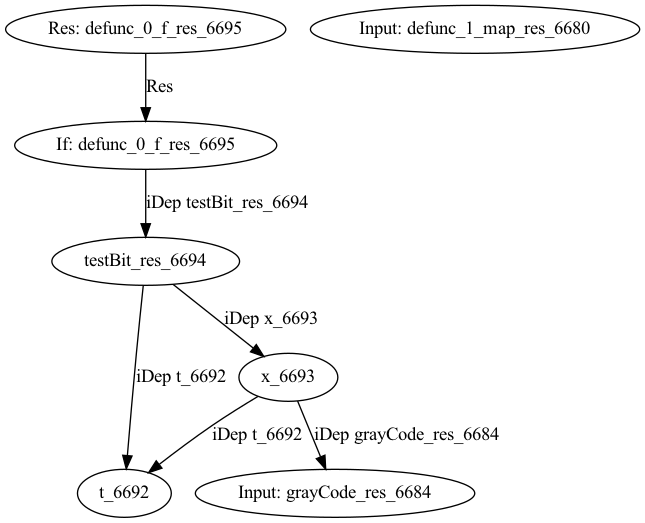 Res: defunc_0_f_res_6695
Input: defunc_1_map_res_6680
Res
If: defunc_0_f_res_6695
iDep testBit_res_6694
testBit_res_6694
iDep x_6693
iDep t_6692
x_6693
iDep t_6692
iDep grayCode_res_6684
t_6692
Input: grayCode_res_6684